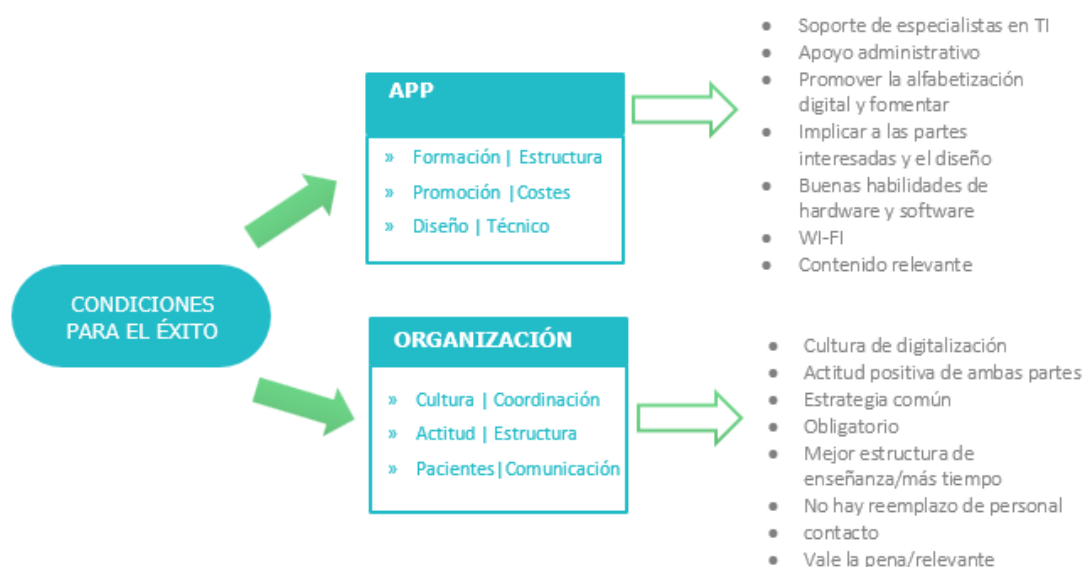 CONDICIONES
PARA EL ÉXITO
APP
» Formación | Estructura
» Promoción |Costes
» Diseño | Técnico
● Soporte de especialistas en TI
● Apoyo administrativo
● Promover la alfabetización
digital y fomentar
● Implicar a las partes
interesadas y el diseño
● Buenas habilidades de
hardware y software
● WI-FI
● Contenido relevante
ORGANIZACIÓN
» Cultura | Coordinación
» Actitud | Estructura
» Pacientes|Comunicación
● Cultura de digitalización
● Actitud positiva de ambas partes
● Estrategia común
● Obligatorio
● Mejor estructura de
enseñanza/más tiempo
● No hay reemplazo de personal
● contacto
● Vale la pena/relevante